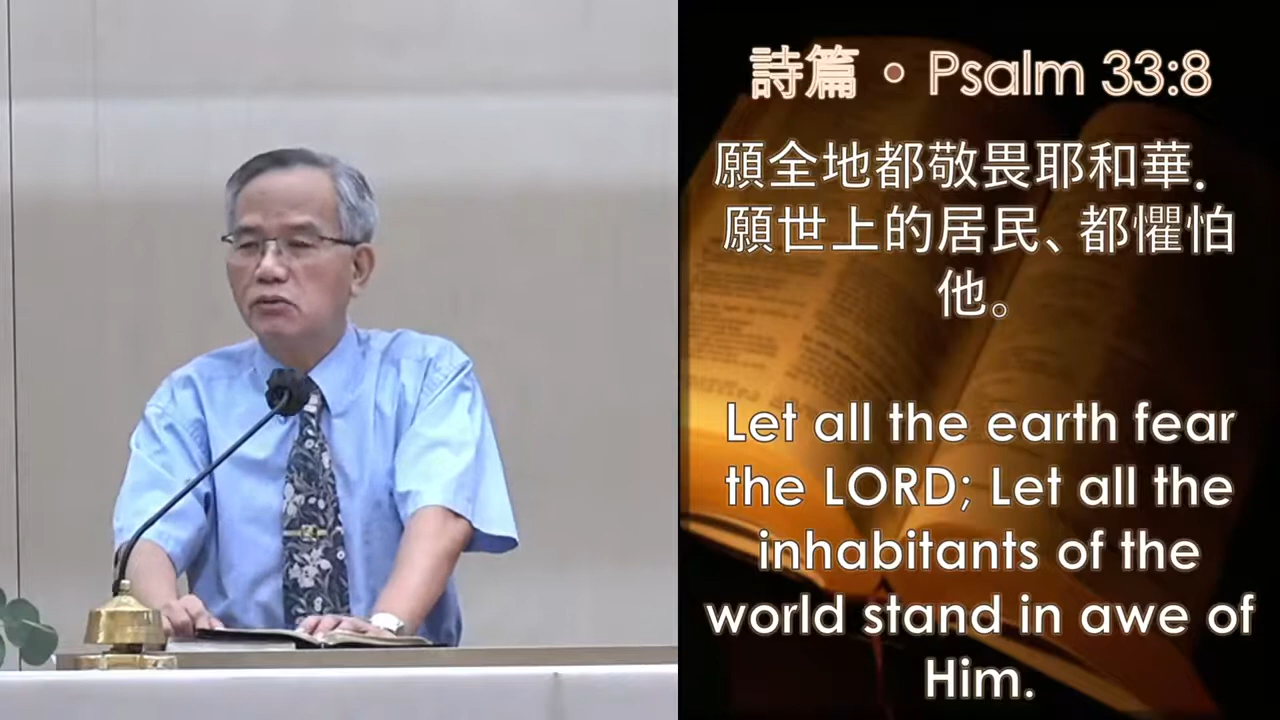 詩篇 • Psalm 33:8
願全地都敬畏耶和華.
願世上的居民、都懼怕
他。
Let all the earth fear
the LORD; Let all the
inhabitants of the
world stand in awe of
Him.